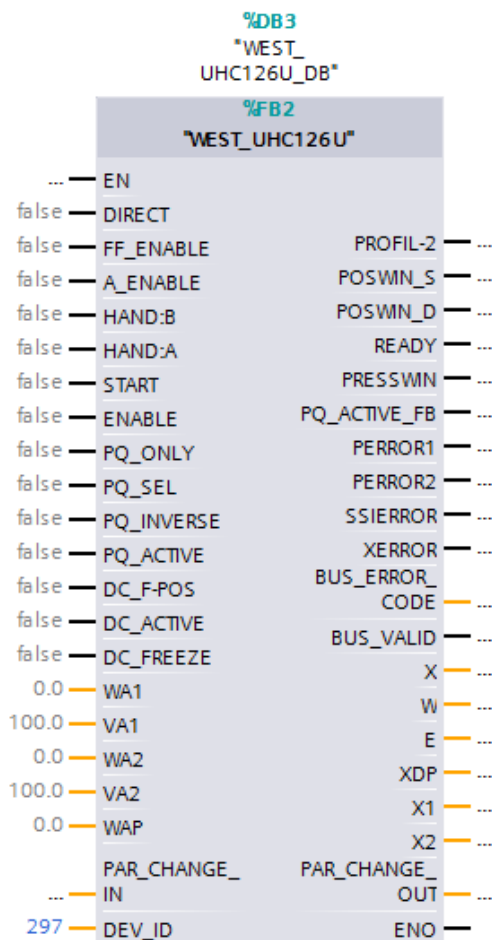 %DB3
"WEST_
UHC126U_DB"
%FB2
"WEST_UHC126U"
... EN
false DIRECT
false FF_ENABLE PROFIL-2 ...
false A_ENABLE POSWIN_S ...
false HAND:B POSWIN_D ...
false HAND:A READY ...
false START PRESSWIN ...
false ENABLE PQ_ACTIVE_FB ...
false PQ_ONLY PERROR1 ...
false PQ_SEL PERROR2 ...
false PQ_INVERSE SSIERROR ...
false PQ_ACTIVE XERROR ...
false DC_F-POS BUS_ERROR_
CODE ...
false DC_ACTIVE BUS_VALID ...
false DC_FREEZE X ...
0.0 WA1 W ...
100.0 VA1 E ...
0.0 WA2 XDP ...
100.0 VA2 X1 ...
0.0 WAP X2 ...
PAR_CHANGE_ PAR_CHANGE_
... IN OUT ...
297 DEV_ID ENO